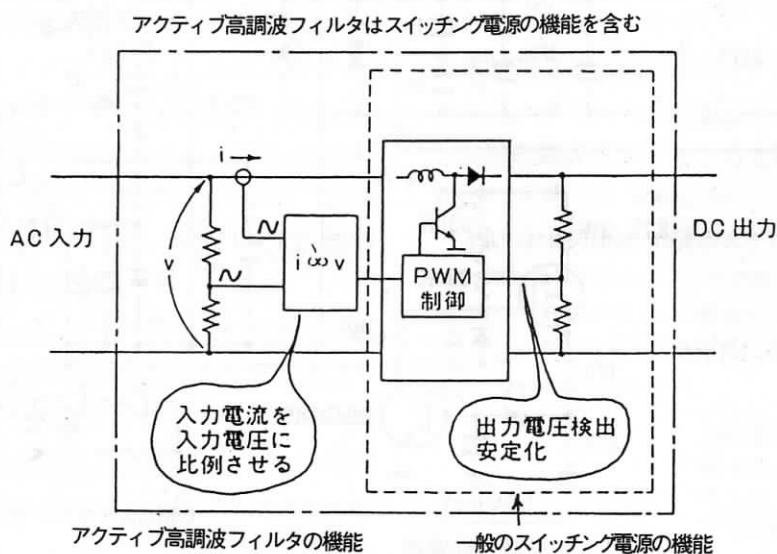 アクティブ高調波フィルタはスイッチング電源の機能を含む
i
AC 入力
v
i ∽ v
PWM
制御
DC 出力
入力電流を
入力電圧に
比例させる
出力電圧検出
安定化
アクティブ高調波フィルタの機能
一般のスイッチング電源の機能